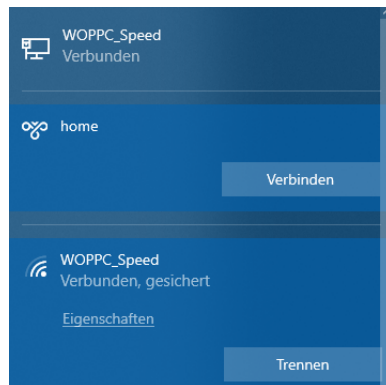 WOPPC_Speed
Verbunden
home
Verbinden
WOPPC_Speed
Verbunden, gesichert
Eigenschaften
Trennen